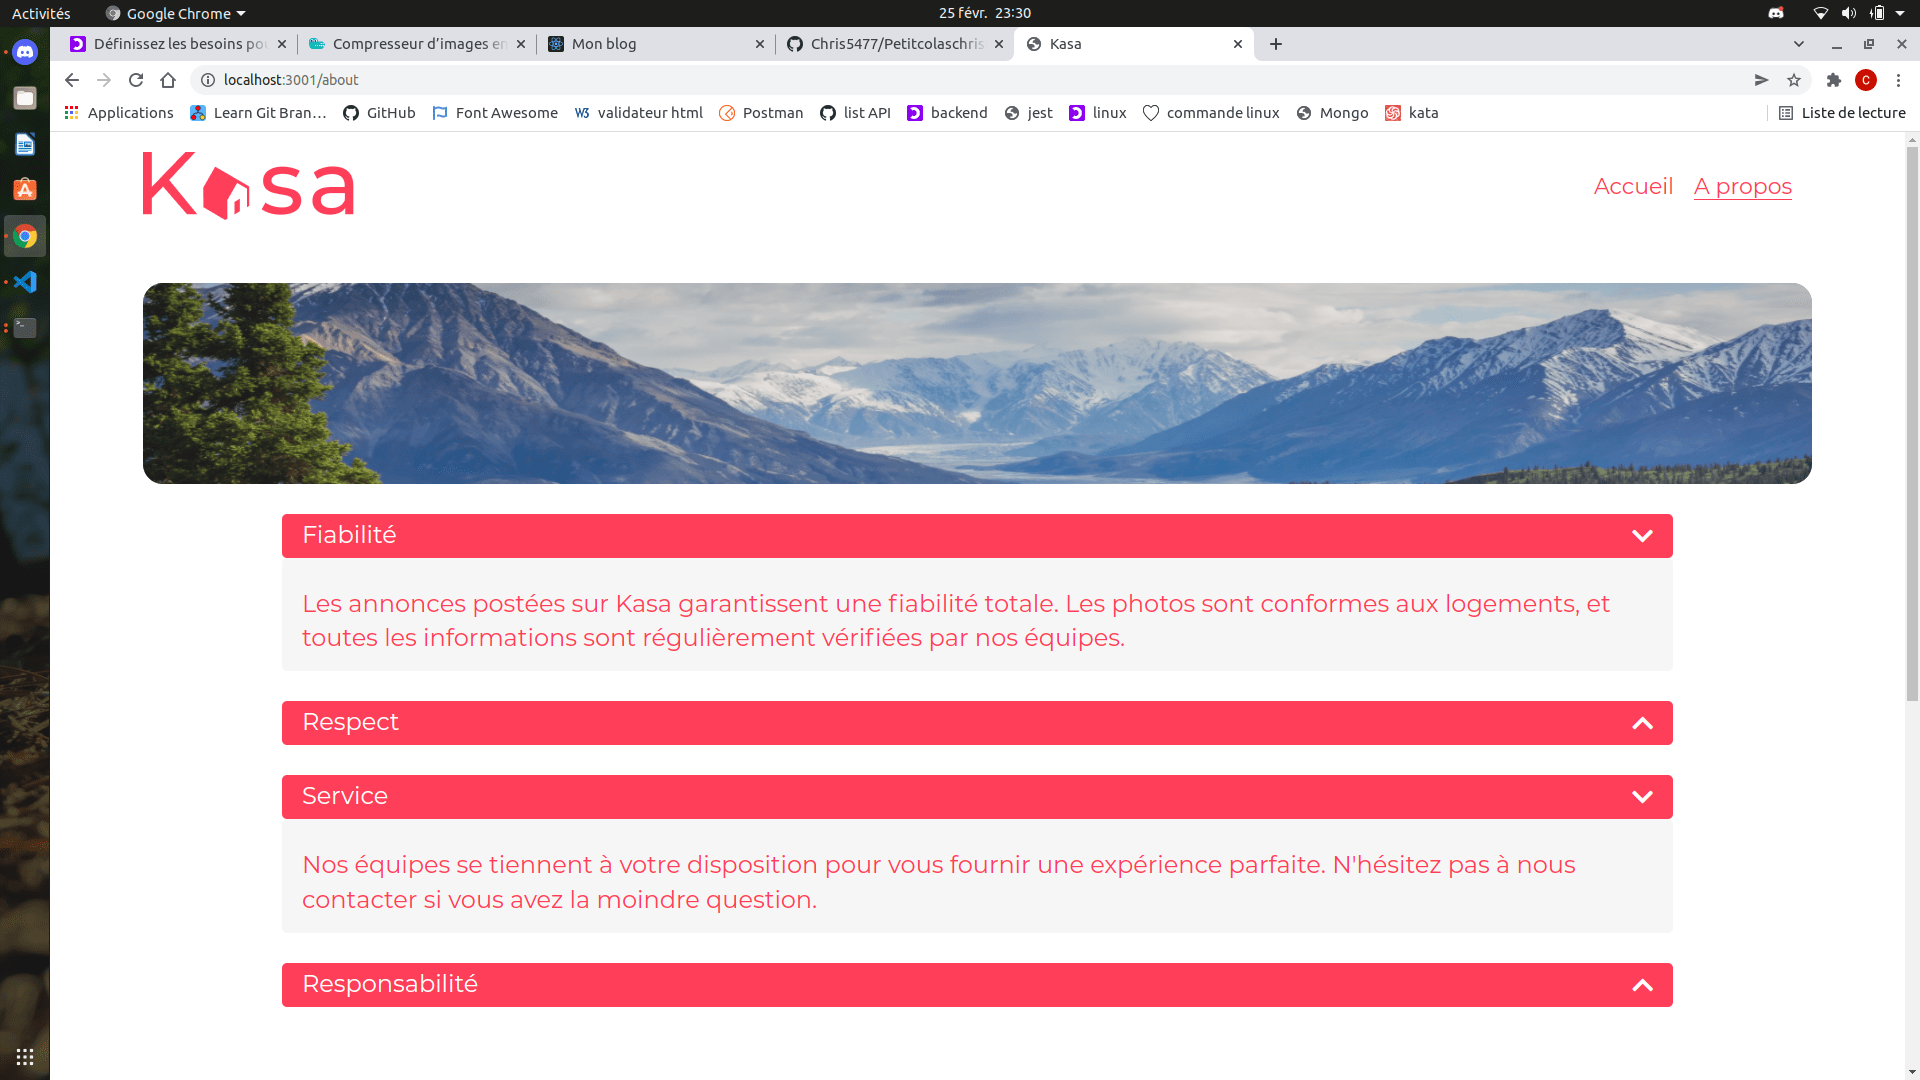 Activités
Google Chrome
25 févr. 23:30
Définissez les besoins po
Compresseur d’images en
Mon blog
Chris5477/Petitcolaschris
Kasa
localhost:3001/about
C
Applications
Learn Git Bran…
GitHub
Font Awesome
W3
validateur html
Postman
list API
backend
jest
linux
commande linux
Mongo
kata
Liste de lecture
Kasa
Accueil
A propos
Fiabilité
Les annonces postées sur Kasa garantissent une fiabilité totale. Les photos sont conformes aux logements, et
toutes les informations sont régulièrement vérifiées par nos équipes.
Respect
Service
Nos équipes se tiennent à votre disposition pour vous fournir une expérience parfaite. N'hésitez pas à nous
contacter si vous avez la moindre question.
Responsabilité